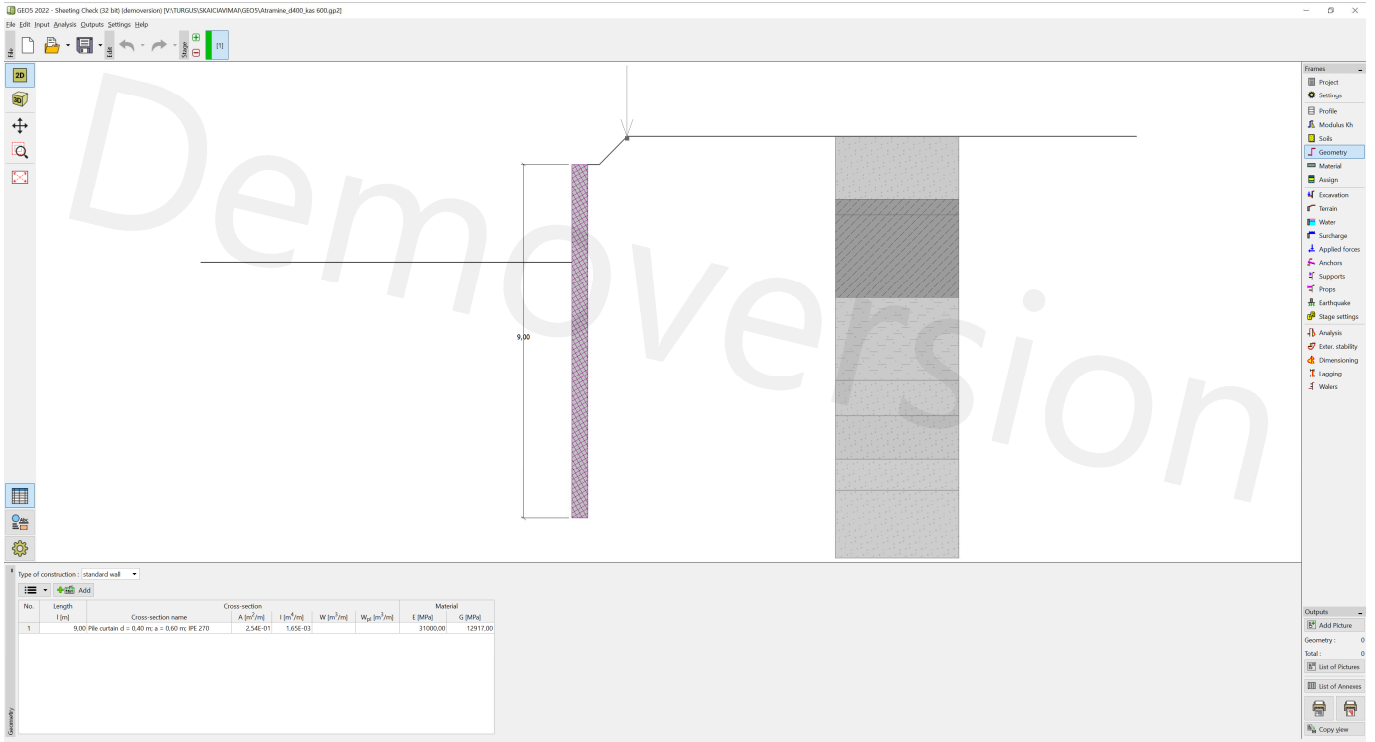 GEO5 2022 - Sheeting Check (32 bit) (demoversion) [V:\TURGUS\SKAICIAVIMAI\GEO5\Atramine_d400_kas 600.gp2]
File Edit Input Analysis Outputs Settings Help
File
Edit
Stage
[1]
2D
3D
Demoversion
9,00
Frames
Project
Settings
Profile
Modulus Kh
Soils
Geometry
Material
Assign
Excavation
Terrain
Water
Surcharge
Applied forces
Anchors
Supports
Props
Earthquake
Stage settings
Analysis
Exter. stability
Dimensioning
Lagging
Walers
Outputs
Add Picture
Geometry : 0
Total : 0
List of Pictures
List of Annexes
Copy view
Geometry
Type of construction : standard wall
Add
No. Length Cross-section Material
l [m] Cross-section name A [m²/m] I [m⁴/m] W [m³/m] Wpl [m³/m] E [MPa] G [MPa]
1 9,00 Pile curtain d = 0,40 m; a = 0,60 m; IPE 270 2,54E-01 1,65E-03 31000,00 12917,00